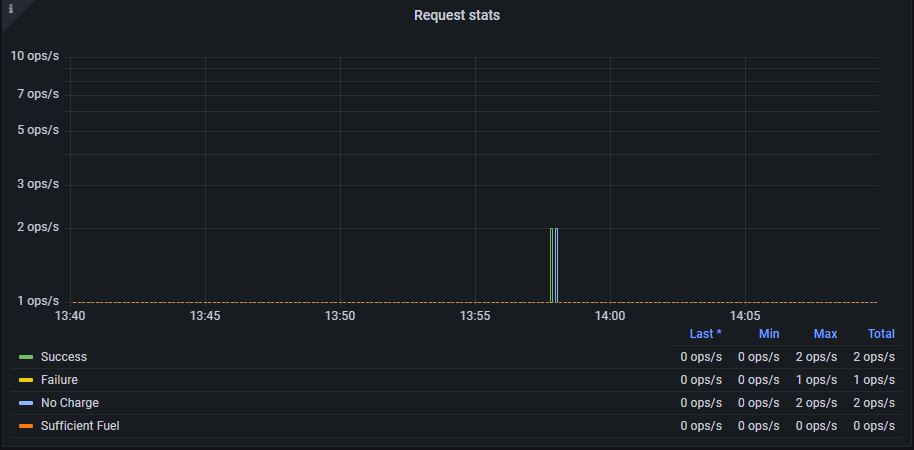 i
Request stats
10 ops/s
7 ops/s
5 ops/s
3 ops/s
2 ops/s
1 ops/s
13:40 13:45 13:50 13:55 14:00 14:05
Last * Min Max Total
Success 0 ops/s 0 ops/s 2 ops/s 2 ops/s
Failure 0 ops/s 0 ops/s 1 ops/s 1 ops/s
No Charge 0 ops/s 0 ops/s 2 ops/s 2 ops/s
Sufficient Fuel 0 ops/s 0 ops/s 0 ops/s 0 ops/s